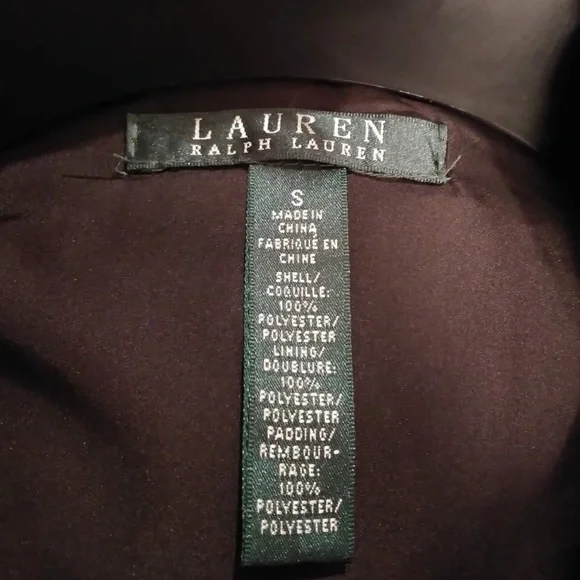 LAUREN
RALPH LAUREN
S
MADE IN
CHINA
FABRIQUÉ EN
CHINE
SHELL/
COQUILLE:
100%
POLYESTER/
POLYESTER
LINING/
DOUBLURE:
100%
POLYESTER/
POLYESTER
PADDING/
REMBOUR-
RAGE:
100%
POLYESTER/
POLYESTER